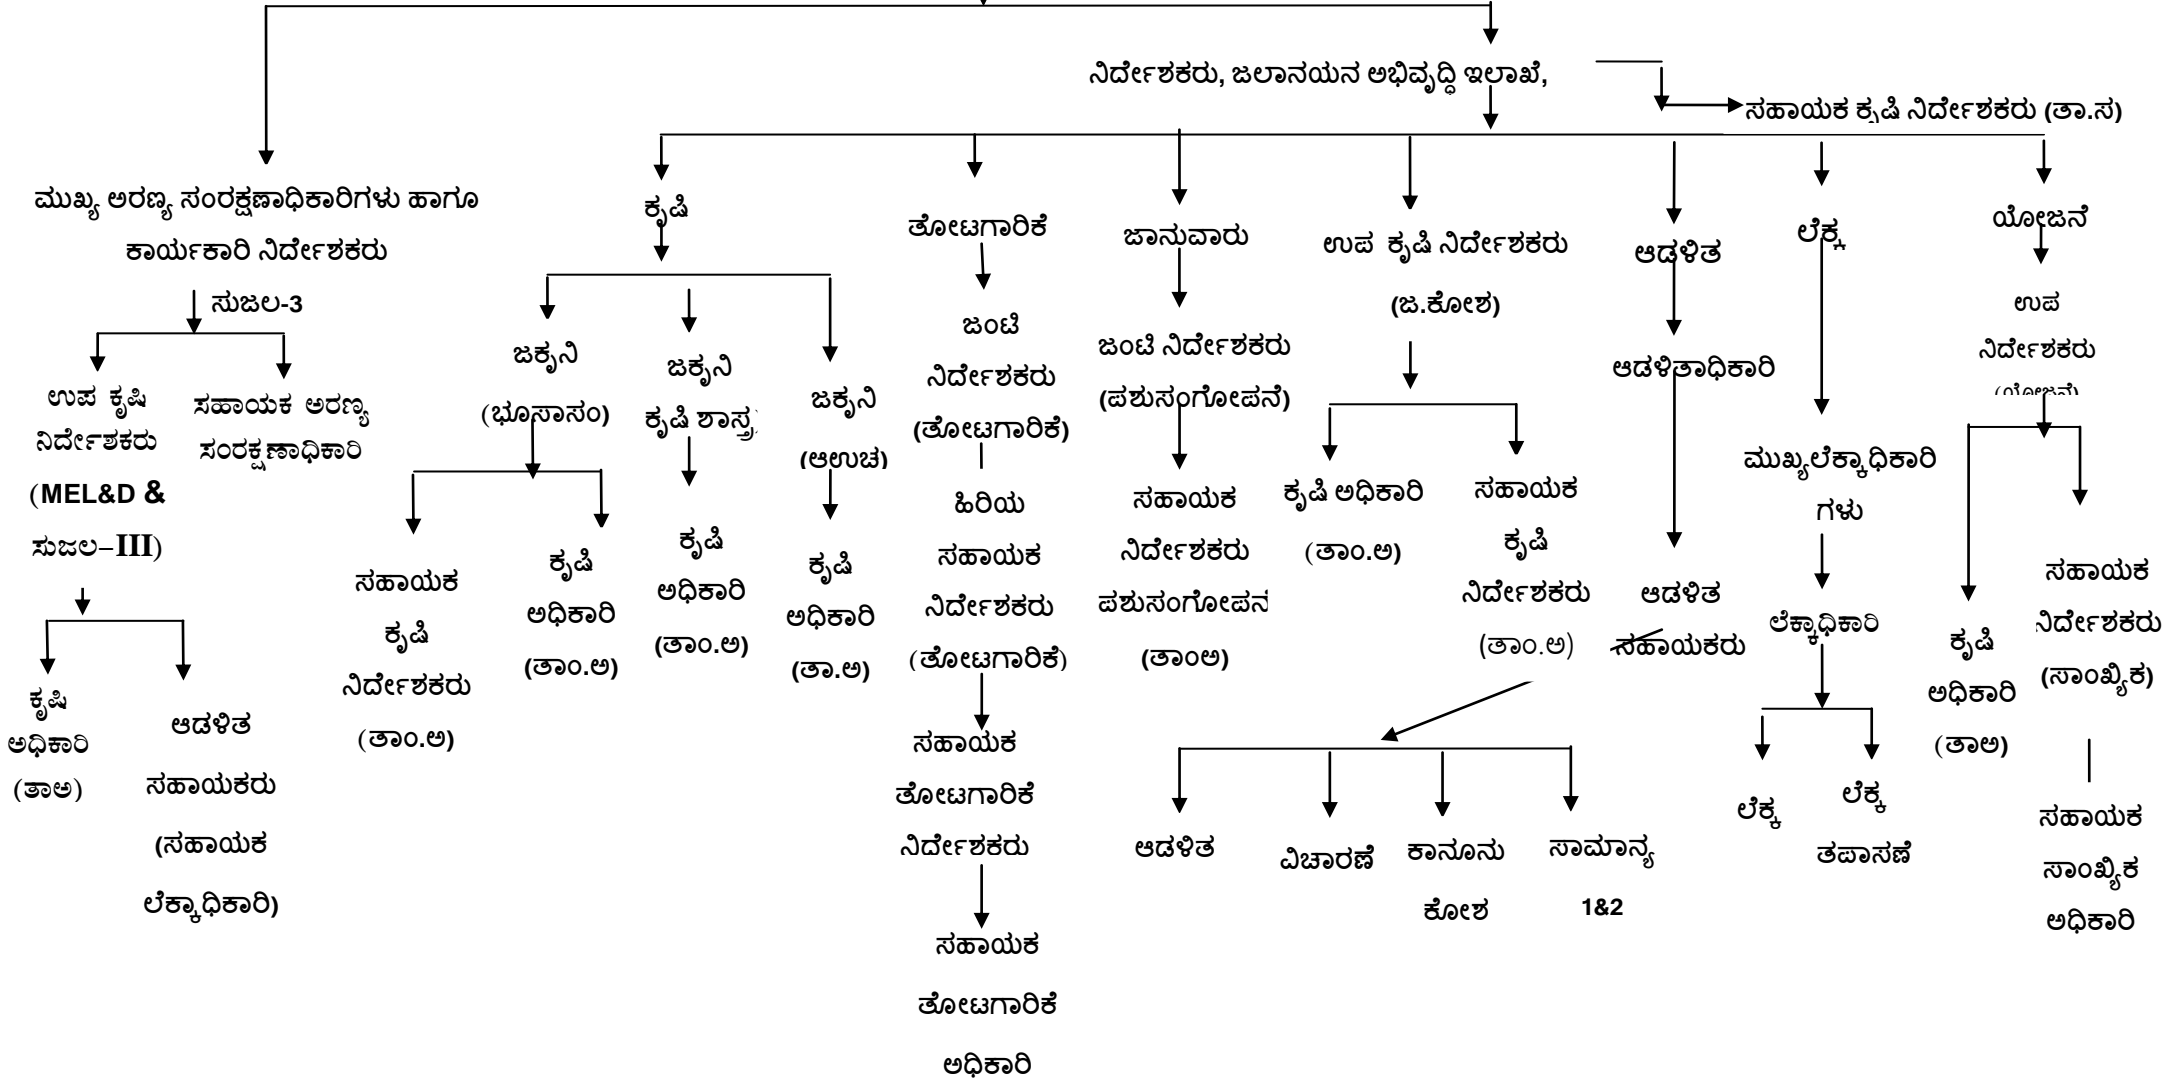 ನಿರ್ದೇಶಕರು, ಜಲಾನಯನ ಅಭಿವೃದ್ಧಿ ಇಲಾಖೆ,
ಸಹಾಯಕ ಕೃಷಿ ನಿರ್ದೇಶಕರು (ತಾ.ಸ)
ಮುಖ್ಯ ಅರಣ್ಯ ಸಂರಕ್ಷಣಾಧಿಕಾರಿಗಳು ಹಾಗೂ
ಕಾರ್ಯಕಾರಿ ನಿರ್ದೇಶಕರು
ಸುಜಲ-3
ಉಪ ಕೃಷಿ
ನಿರ್ದೇಶಕರು
(MEL&D &
ಸುಜಲ–III)
ಸಹಾಯಕ ಅರಣ್ಯ
ಸಂರಕ್ಷಣಾಧಿಕಾರಿ
ಕೃಷಿ
ಅಧಿಕಾರಿ
(ತಾಅ)
ಆಡಳಿತ
ಸಹಾಯಕರು
(ಸಹಾಯಕ
ಲೆಕ್ಕಾಧಿಕಾರಿ)
ಕೃಷಿ
ಜಕೃನಿ
(ಭೂಸಾಸಂ)
ಸಹಾಯಕ
ಕೃಷಿ
ನಿರ್ದೇಶಕರು
(ತಾಂ.ಅ)
ಕೃಷಿ
ಅಧಿಕಾರಿ
(ತಾಂ.ಅ)
ಜಕೃನಿ
ಕೃಷಿ ಶಾಸ್ತ್ರ
ಕೃಷಿ
ಅಧಿಕಾರಿ
(ತಾಂ.ಅ)
ಜಕೃನಿ
(ಆಉಚ)
ಕೃಷಿ
ಅಧಿಕಾರಿ
(ತಾ.ಅ)
ತೋಟಗಾರಿಕೆ
ಜಂಟಿ
ನಿರ್ದೇಶಕರು
(ತೋಟಗಾರಿಕೆ)
ಹಿರಿಯ
ಸಹಾಯಕ
ನಿರ್ದೇಶಕರು
(ತೋಟಗಾರಿಕೆ)
ಸಹಾಯಕ
ತೋಟಗಾರಿಕೆ
ನಿರ್ದೇಶಕರು
ಸಹಾಯಕ
ತೋಟಗಾರಿಕೆ
ಅಧಿಕಾರಿ
ಜಾನುವಾರು
ಜಂಟಿ ನಿರ್ದೇಶಕರು
(ಪಶುಸಂಗೋಪನೆ)
ಸಹಾಯಕ
ನಿರ್ದೇಶಕರು
ಪಶುಸಂಗೋಪನೆ
(ತಾಂಅ)
ಉಪ ಕೃಷಿ ನಿರ್ದೇಶಕರು
(ಜ.ಕೋಶ)
ಕೃಷಿ ಅಧಿಕಾರಿ
(ತಾಂ.ಅ)
ಸಹಾಯಕ
ಕೃಷಿ
ನಿರ್ದೇಶಕರು
(ತಾಂ.ಅ)
ಆಡಳಿತ
ಆಡಳಿತಾಧಿಕಾರಿ
ಆಡಳಿತ
ಸಹಾಯಕರು
ಆಡಳಿತ
ವಿಚಾರಣೆ
ಕಾನೂನು
ಕೋಶ
ಸಾಮಾನ್ಯ
1&2
ಲೆಕ್ಕ
ಮುಖ್ಯಲೆಕ್ಕಾಧಿಕಾರಿ
ಗಳು
ಲೆಕ್ಕಾಧಿಕಾರಿ
ಲೆಕ್ಕ
ಲೆಕ್ಕ
ತಪಾಸಣೆ
ಯೋಜನೆ
ಉಪ
ನಿರ್ದೇಶಕರು
(ಯೋಜನೆ)
ಕೃಷಿ
ಅಧಿಕಾರಿ
(ತಾಅ)
ಸಹಾಯಕ
ನಿರ್ದೇಶಕರು
(ಸಾಂಖ್ಯಿಕ)
ಸಹಾಯಕ
ಸಾಂಖ್ಯಿಕ
ಅಧಿಕಾರಿ